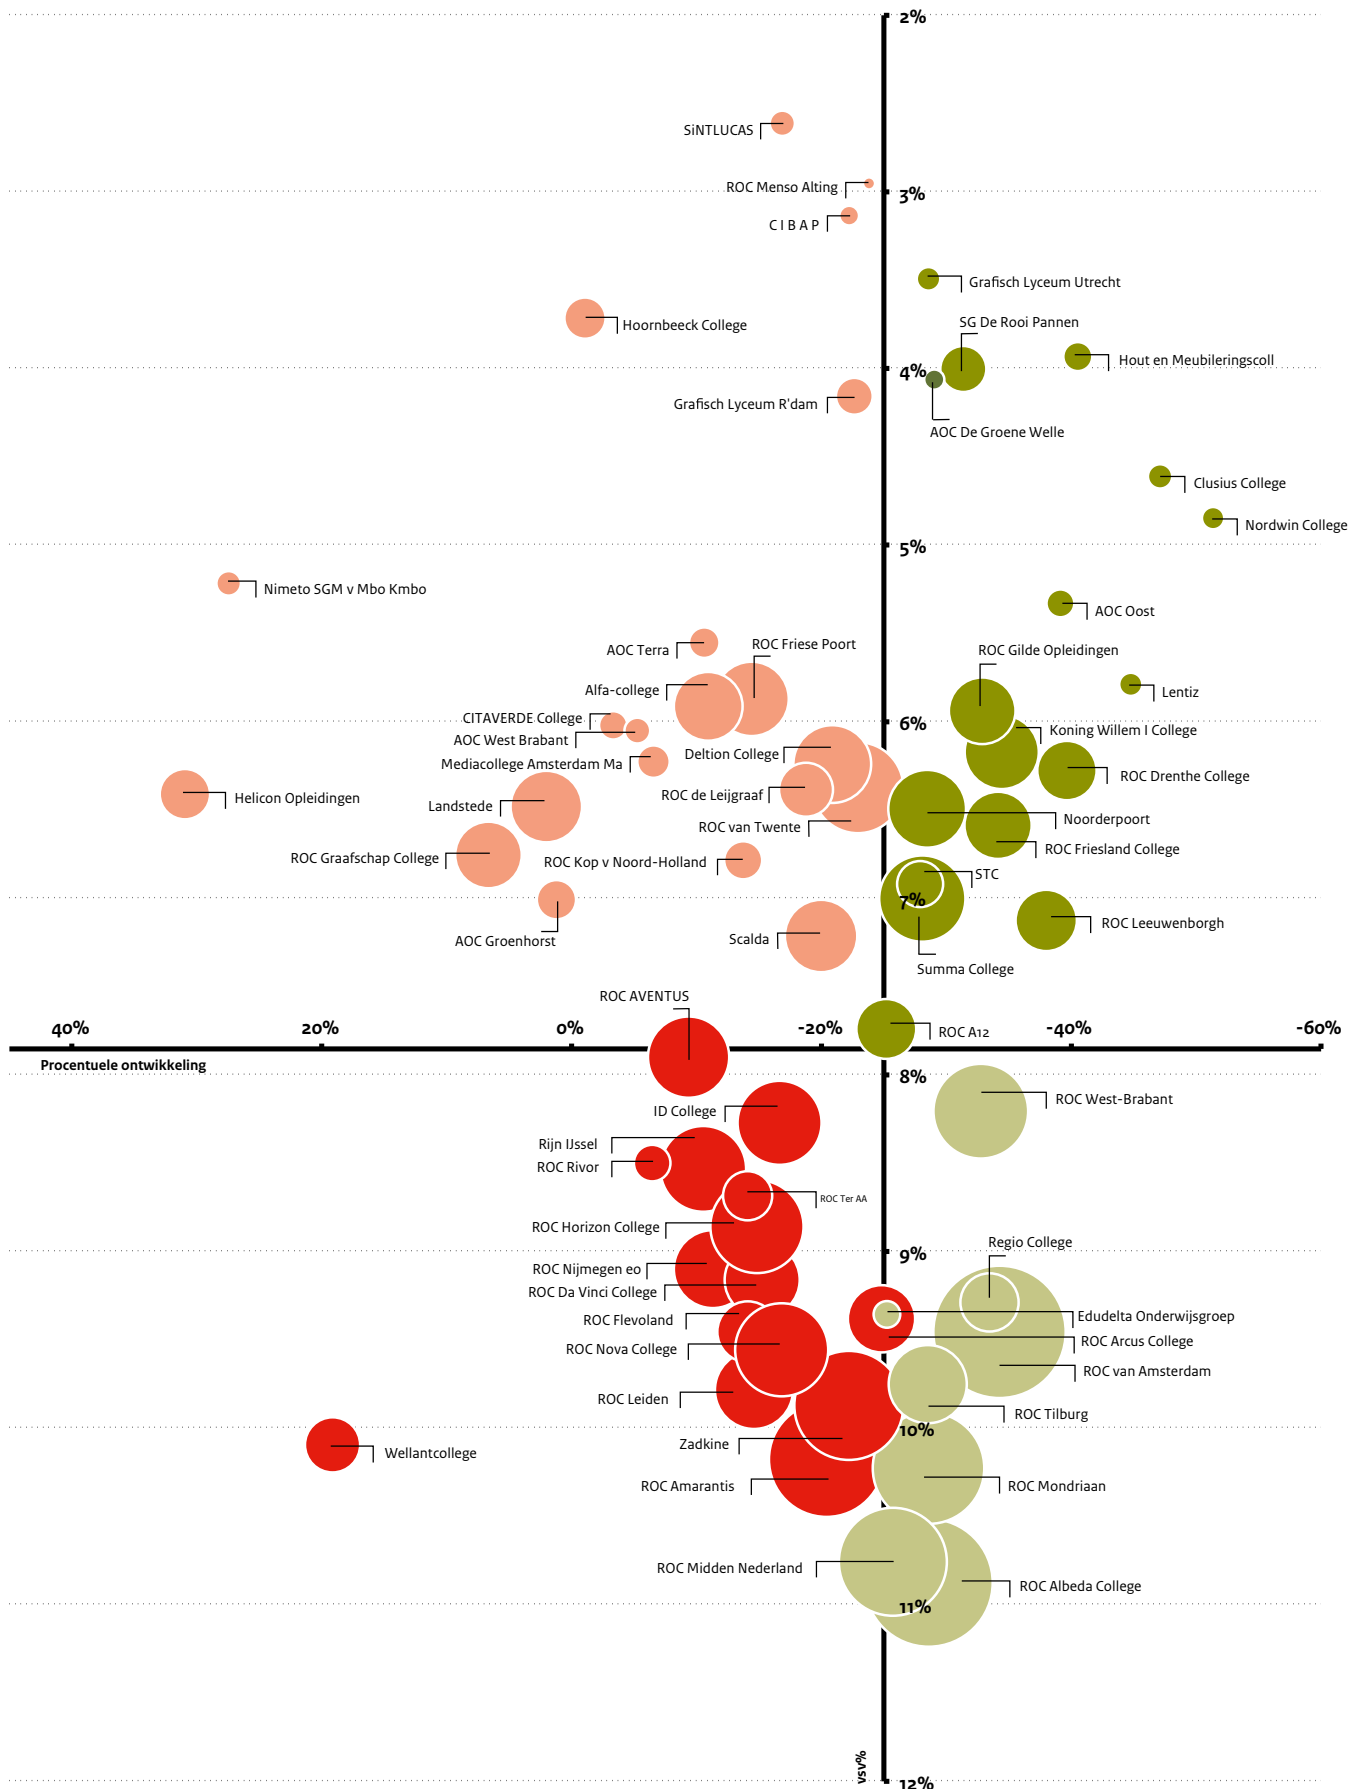 2%
SiNTLUCAS
ROC Menso Alting
3%
C I B A P
Grafisch Lyceum Utrecht
SG De Rooi Pannen
Hoornbeeck College
Hout en Meubileringscoll
4%
Grafisch Lyceum R'dam
AOC De Groene Welle
Clusius College
Nordwin College
5%
Nimeto SGM v Mbo Kmbo
AOC Oost
AOC Terra
ROC Friese Poort
ROC Gilde Opleidingen
Alfa-college
Lentiz
CITAVERDE College
6%
AOC West Brabant
Koning Willem I College
Deltion College
Mediacollege Amsterdam Ma
ROC Drenthe College
Helicon Opleidingen
ROC de Leijgraaf
Landstede
Noorderpoort
ROC van Twente
ROC Friesland College
ROC Graafschap College
ROC Kop v Noord-Holland
STC
7%
ROC Leeuwenborgh
AOC Groenhorst
Scalda
Summa College
ROC AVENTUS
40%
20%
0%
-20%
-40%
-60%
ROC A12
Procentuele ontwikkeling
8%
ROC West-Brabant
ID College
Rijn IJssel
ROC Rivor
ROC Ter AA
ROC Horizon College
Regio College
9%
ROC Nijmegen eo
ROC Da Vinci College
Edudelta Onderwijsgroep
ROC Flevoland
ROC Arcus College
ROC Nova College
ROC van Amsterdam
ROC Leiden
ROC Tilburg
10%
Zadkine
Wellantcollege
ROC Amarantis
ROC Mondriaan
ROC Midden Nederland
ROC Albeda College
11%
vsv%
12%